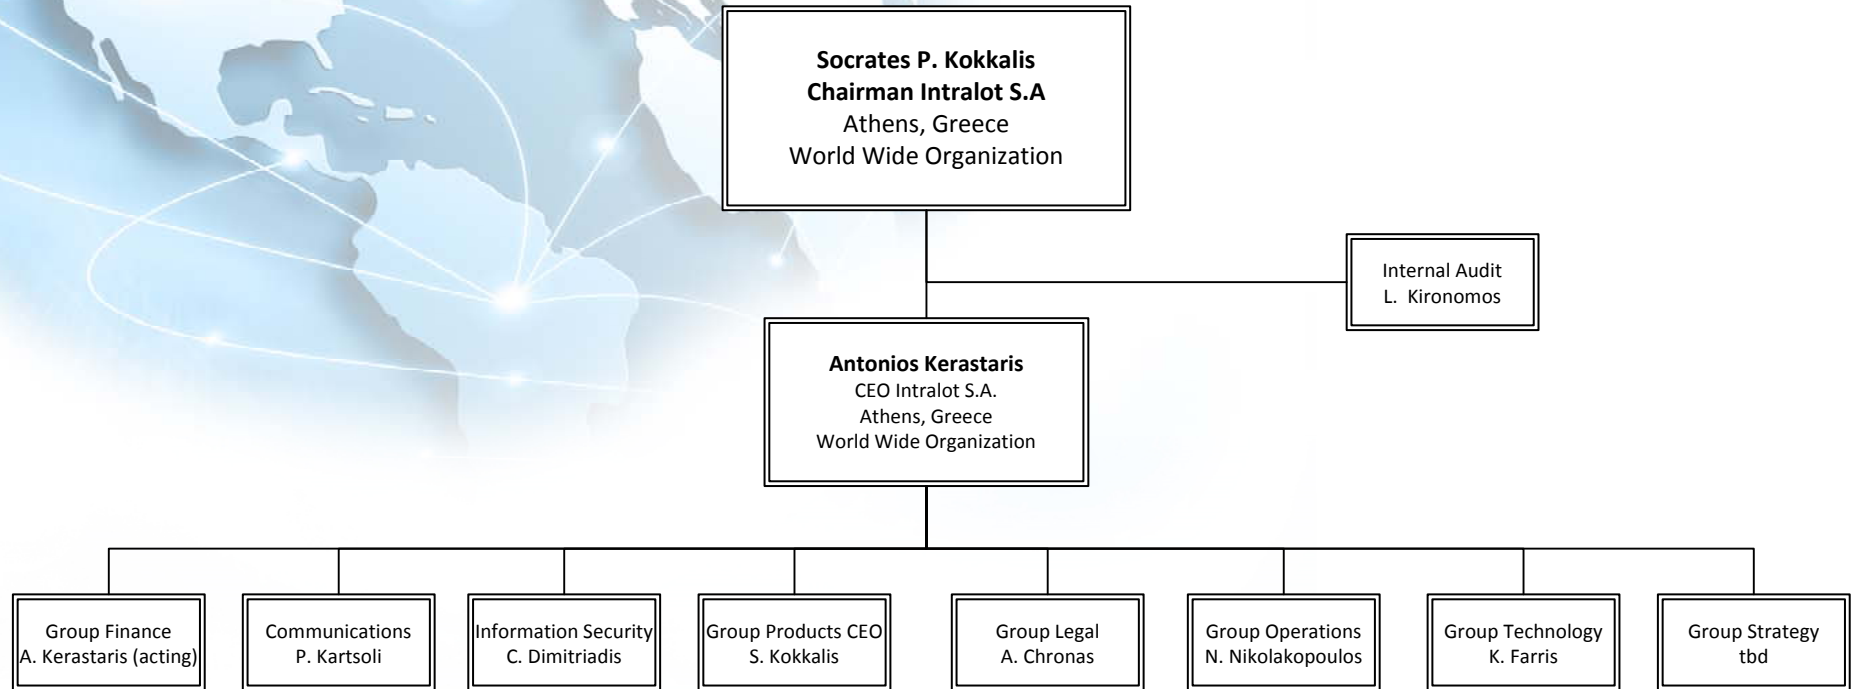 Socrates P. Kokkalis
Chairman Intralot S.A
Athens, Greece
World Wide Organization
Internal Audit
L. Kironomos
Antonios Kerastaris
CEO Intralot S.A.
Athens, Greece
World Wide Organization
Group Finance
A. Kerastaris (acting)
Communications
P. Kartsoli
Information Security
C. Dimitriadis
Group Products CEO
S. Kokkalis
Group Legal
A. Chronas
Group Operations
N. Nikolakopoulos
Group Technology
K. Farris
Group Strategy
tbd